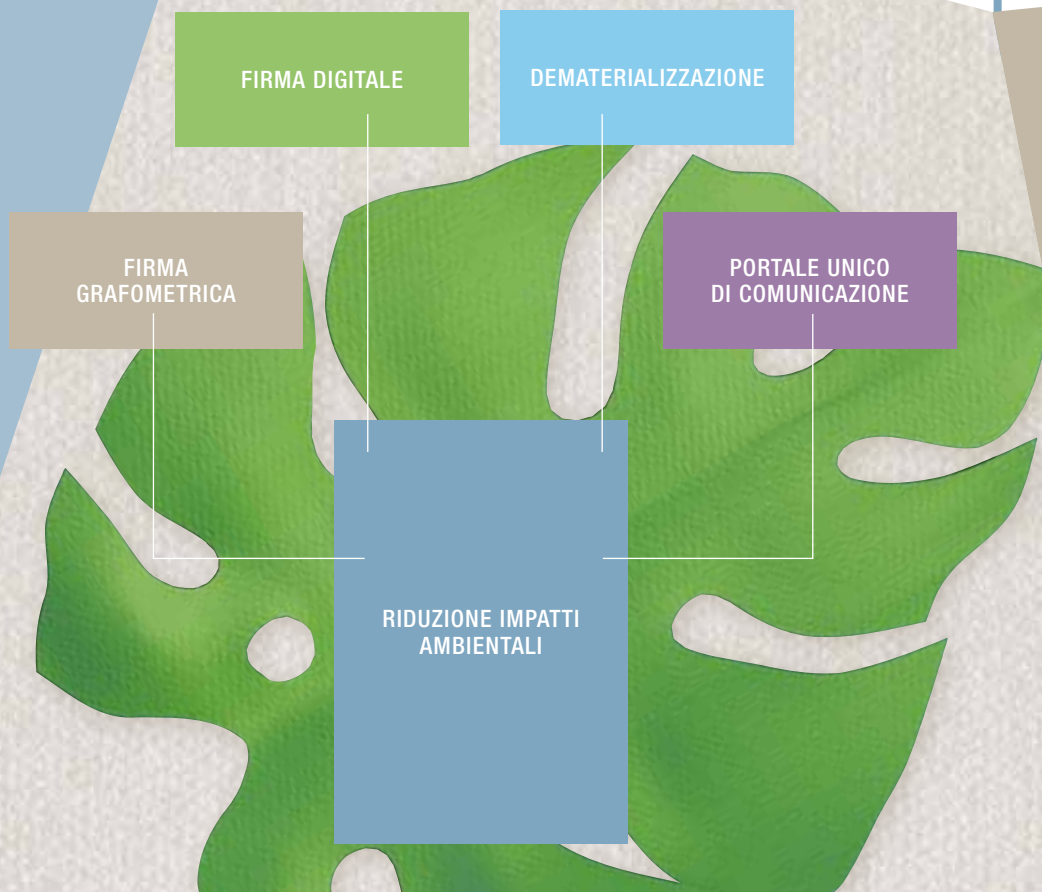 FIRMA DIGITALE
DEMATERIALIZZAZIONE
FIRMA
GRAFOMETRICA
PORTALE UNICO
DI COMUNICAZIONE
RIDUZIONE IMPATTI
AMBIENTALI